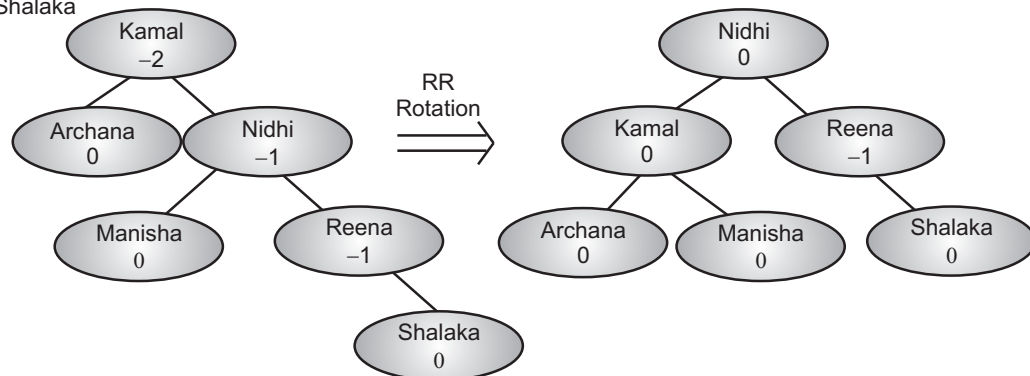 Shalaka
Kamal
−2
Archana
0
Nidhi
−1
Manisha
0
Reena
−1
Shalaka
0
RR
Rotation
Nidhi
0
Kamal
0
Reena
−1
Archana
0
Manisha
0
Shalaka
0